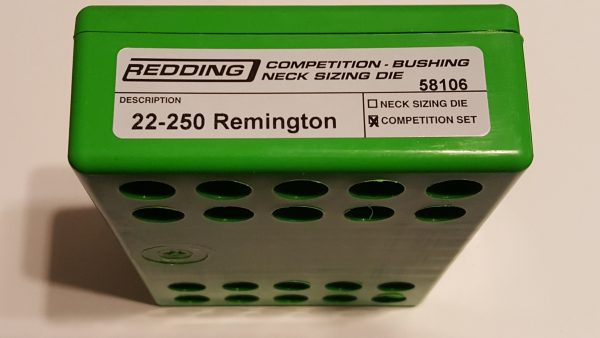 REDDING COMPETITION - BUSHING
NECK SIZING DIE
58106
DESCRIPTION
22-250 Remington
NECK SIZING DIE
COMPETITION SET